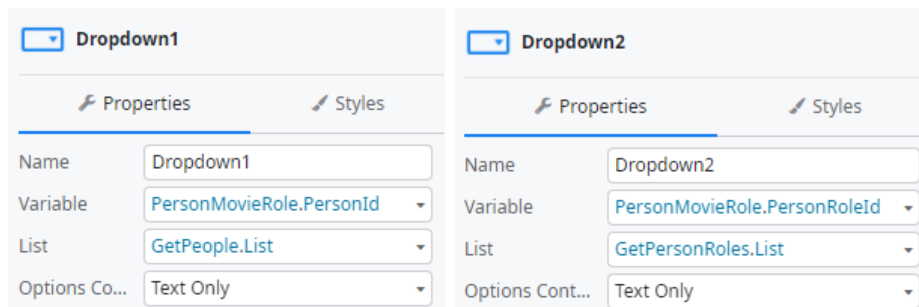 Dropdown1
Properties
Styles
Name
Dropdown1
Variable
PersonMovieRole.PersonId
List
GetPeople.List
Options Co...
Text Only
Dropdown2
Properties
Styles
Name
Dropdown2
Variable
PersonMovieRole.PersonRoleId
List
GetPersonRoles.List
Options Cont...
Text Only